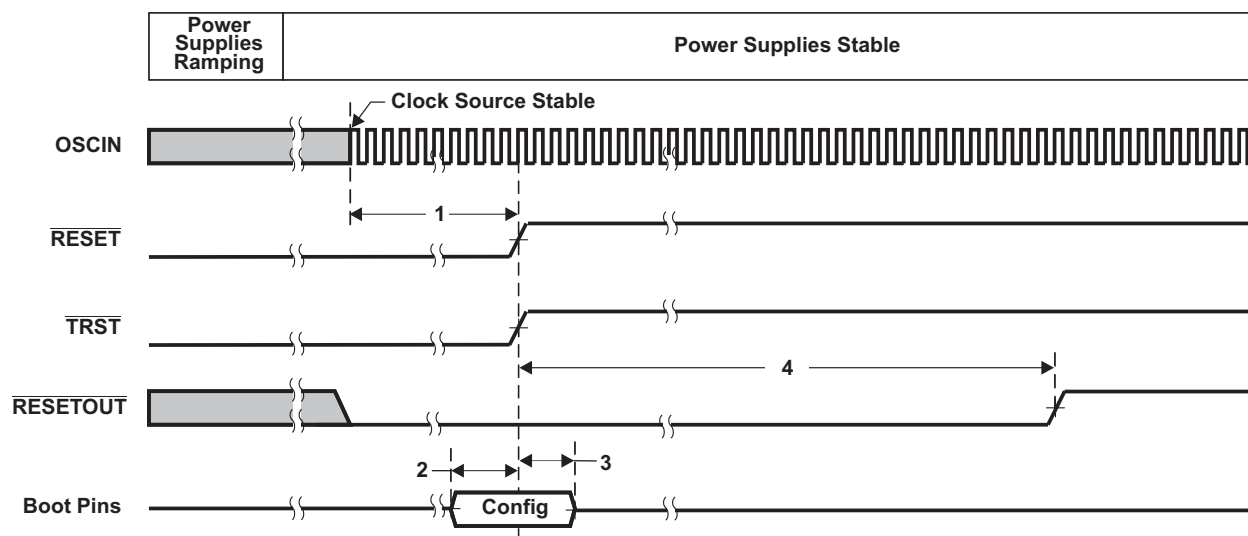 Power
Supplies
Ramping
Power Supplies Stable
Clock Source Stable
OSCIN
1
RESET
TRST
4
RESETOUT
2
3
Boot Pins
Config